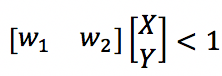 [w₁ w₂] [X Y] < 1